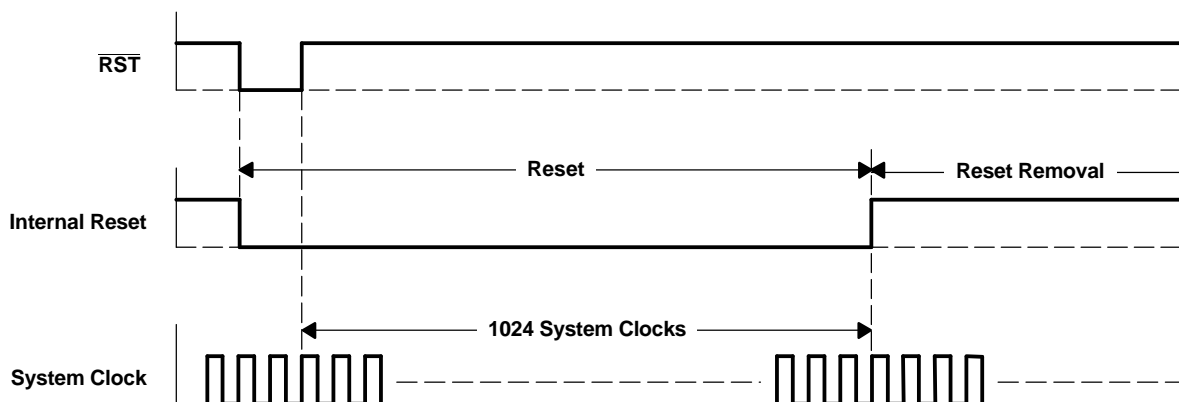 RST
Reset
Reset Removal
Internal Reset
1024 System Clocks
System Clock